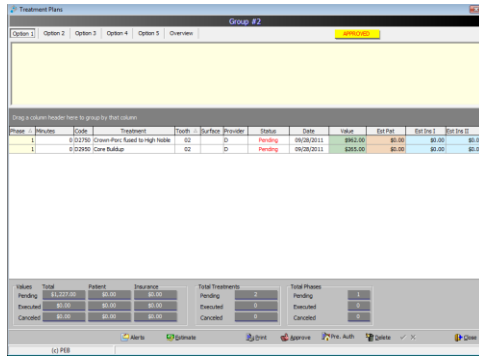 Treatment Plans
Group #2
Option 1 Option 2 Option 3 Option 4 Option 5 Overview APPROVED
Drag a column header here to group by that column
Phase Minutes Code Treatment Tooth Surface Provider Status Date Value Est Pat Est Ins I Est Ins II
1 0 D2750 Crown-Porc fused to High Noble 02 D Pending 09/28/2011 $962.00 $0.00 $0.00 $0.0
1 0 D2950 Core Buildup 02 D Pending 09/28/2011 $265.00 $0.00 $0.00 $0.0
Values Total Patient Insurance Total Treatments Total Phases
Pending $1,227.00 $0.00 $0.00 Pending 2 Pending 1
Executed $0.00 $0.00 $0.00 Executed 0 Executed 0
Canceled $0.00 $0.00 $0.00 Canceled 0 Canceled 0
Alerts Estimate Print Approve Pre. Auth Delete Close
(c) PEB